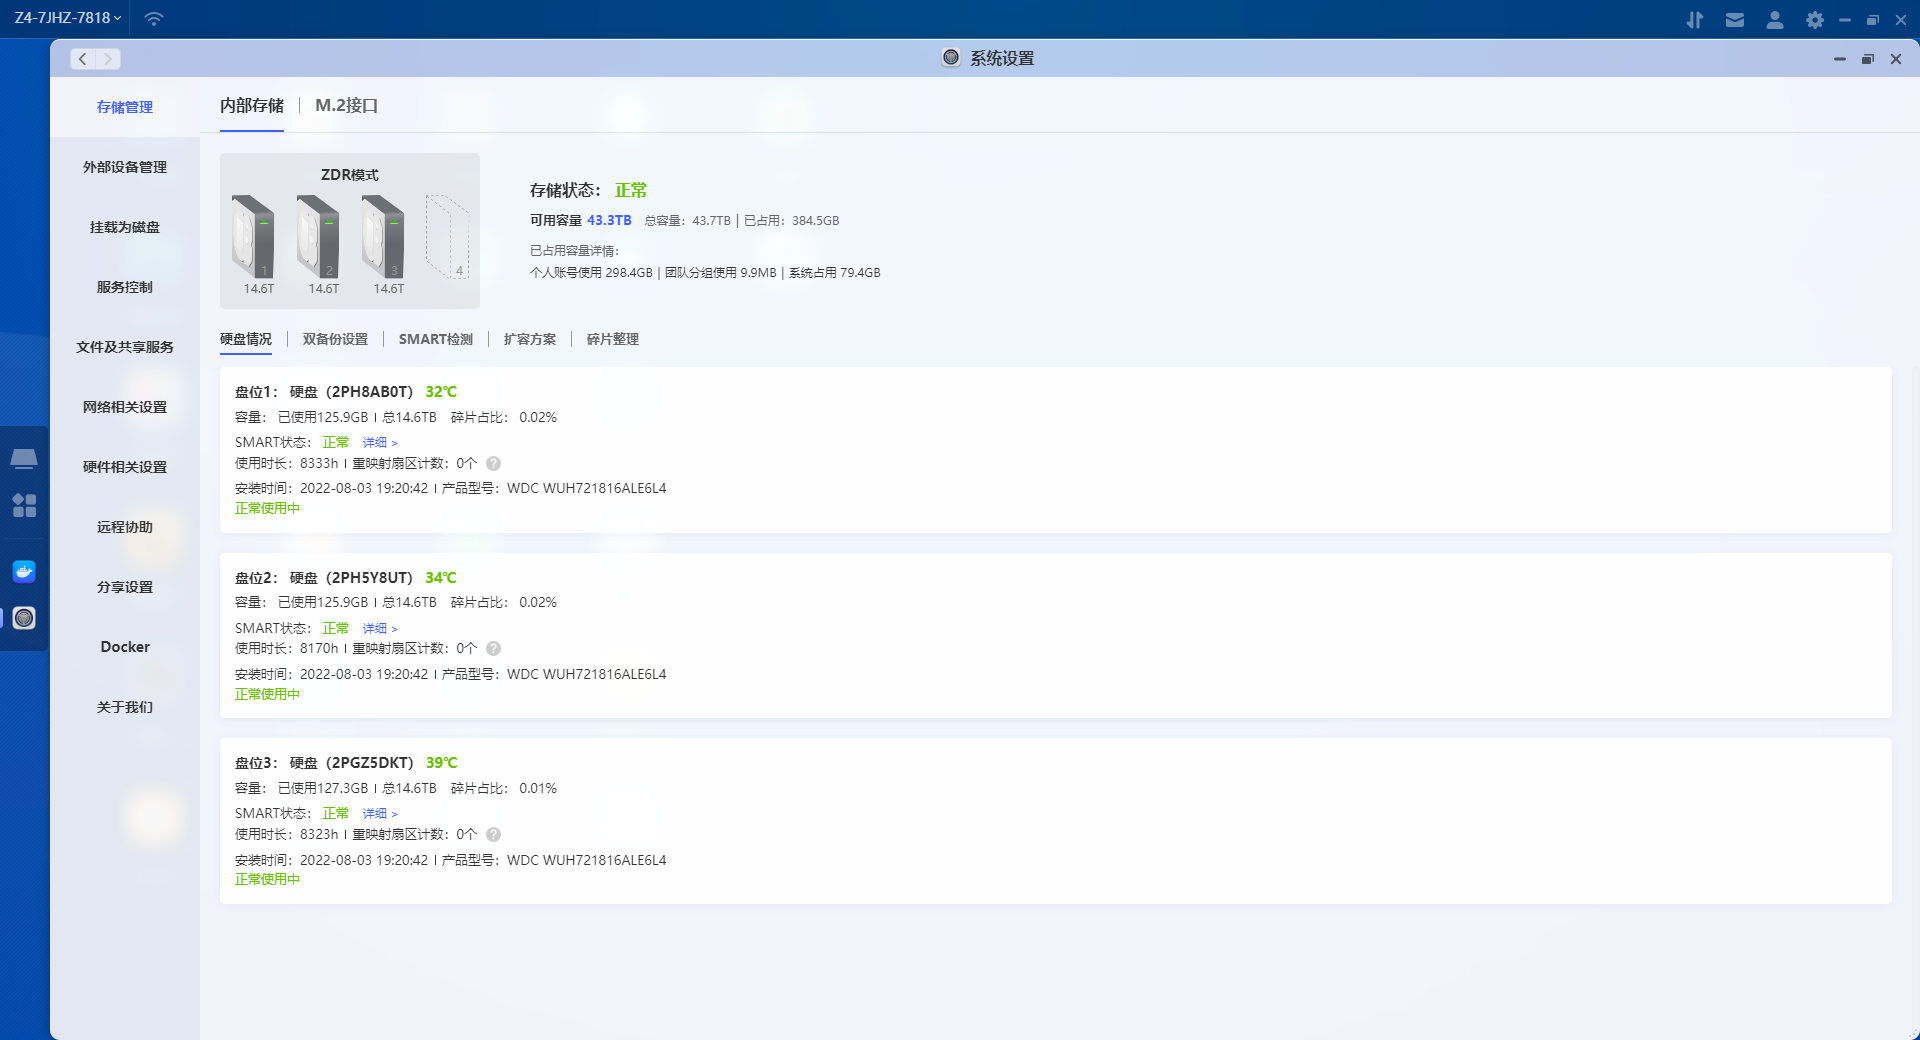 Z4-7JHZ-7818
系统设置
存储管理
外部设备管理
挂载为磁盘
服务控制
文件及共享服务
网络相关设置
硬件相关设置
远程协助
分享设置
Docker
关于我们
内部存储 | M.2接口
ZDR模式
1 2 3 4
14.6T 14.6T 14.6T
存储状态： 正常
可用容量 43.3TB 总容量：43.7TB | 已占用：384.5GB
已占用容量详情：
个人账号使用 298.4GB | 团队分组使用 9.9MB | 系统占用 79.4GB
硬盘情况 | 双备份设置 | SMART检测 | 扩容方案 | 碎片整理
盘位1： 硬盘（2PH8AB0T） 32℃
容量： 已使用125.9GB I 总14.6TB 碎片占比： 0.02%
SMART状态： 正常 详细 >
使用时长：8333h I 重映射扇区计数：0个 ?
安装时间：2022-08-03 19:20:42 I 产品型号：WDC WUH721816ALE6L4
正常使用中
盘位2： 硬盘（2PH5Y8UT） 34℃
容量： 已使用125.9GB I 总14.6TB 碎片占比： 0.02%
SMART状态： 正常 详细 >
使用时长：8170h I 重映射扇区计数：0个 ?
安装时间：2022-08-03 19:20:42 I 产品型号：WDC WUH721816ALE6L4
正常使用中
盘位3： 硬盘（2PGZ5DKT） 39℃
容量： 已使用127.3GB I 总14.6TB 碎片占比： 0.01%
SMART状态： 正常 详细 >
使用时长：8323h I 重映射扇区计数：0个 ?
安装时间：2022-08-03 19:20:42 I 产品型号：WDC WUH721816ALE6L4
正常使用中